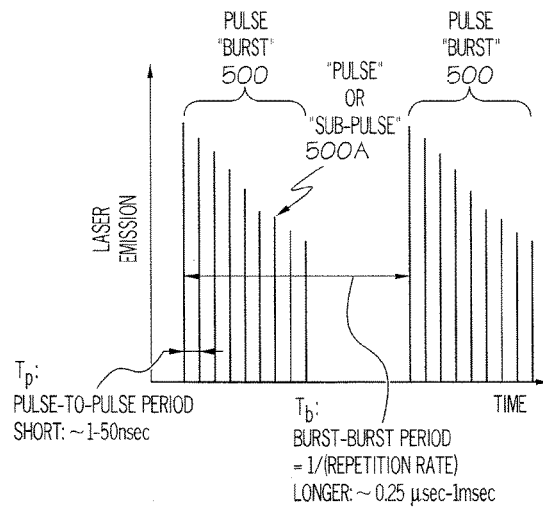 PULSE
"BURST"
500
"PULSE"
OR
"SUB-PULSE"
500A
PULSE
"BURST"
500
LASER
EMISSION
Tp:
PULSE-TO-PULSE PERIOD
SHORT: ~1-50nsec
Tb:
BURST-BURST PERIOD
= 1/(REPETITION RATE)
LONGER: ~ 0.25 μsec-1msec
TIME